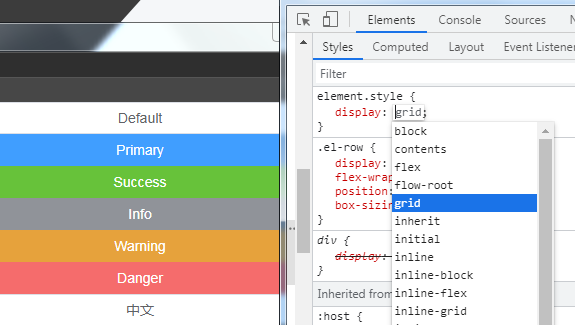 Default
Primary
Success
Info
Warning
Danger
中文
Elements
Console
Sources
N
Styles
Computed
Layout
Event Listener
Filter
element.style {
display: grid;
}
block
contents
flex
flow-root
grid
inherit
initial
inline
inline-block
inline-flex
inline-grid
.el-row {
display:
flex-wrap
position:
box-sizin
}
div {
display:
}
Inherited from
:host {